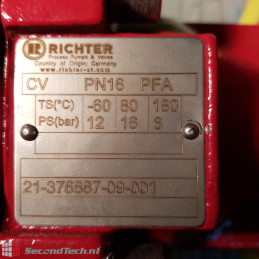 R RICHTER
Process Pumps & Valves
Country of Origin: Germany
www.richter-ct.com
CV PN16 PFA
TS(°C) -60 80 180
PS(bar) 12 16 6
21-376887-09-001
SecondTech.nl